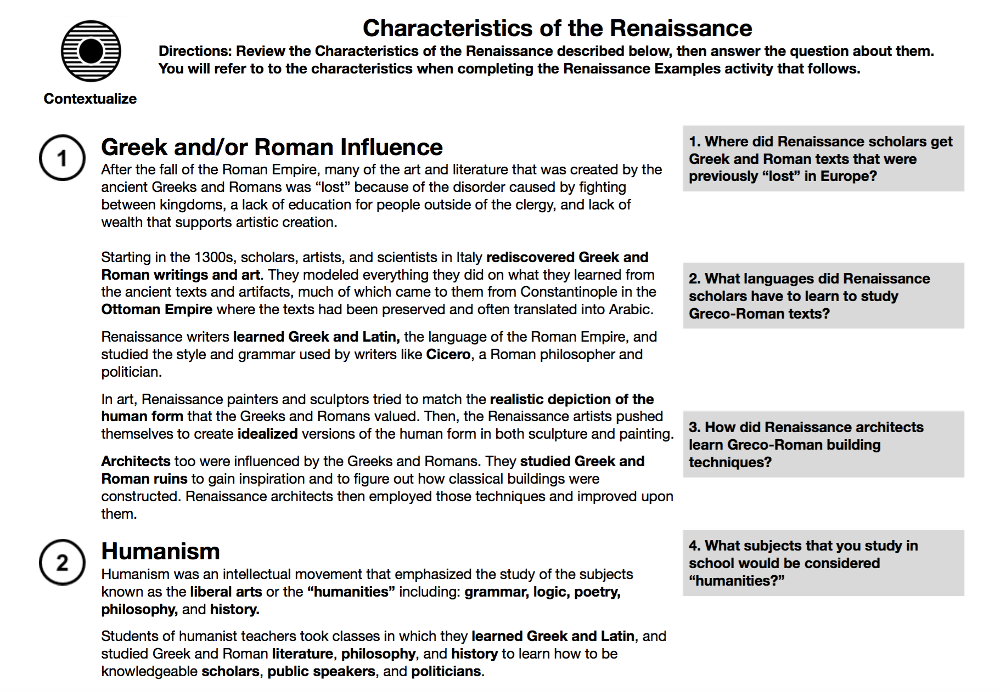 Characteristics of the Renaissance
Directions: Review the Characteristics of the Renaissance described below, then answer the question about them.
You will refer to to the characteristics when completing the Renaissance Examples activity that follows.
Contextualize
1
Greek and/or Roman Influence
After the fall of the Roman Empire, many of the art and literature that was created by the
ancient Greeks and Romans was “lost” because of the disorder caused by fighting
between kingdoms, a lack of education for people outside of the clergy, and lack of
wealth that supports artistic creation.
Starting in the 1300s, scholars, artists, and scientists in Italy rediscovered Greek and
Roman writings and art. They modeled everything they did on what they learned from
the ancient texts and artifacts, much of which came to them from Constantinople in the
Ottoman Empire where the texts had been preserved and often translated into Arabic.
Renaissance writers learned Greek and Latin, the language of the Roman Empire, and
studied the style and grammar used by writers like Cicero, a Roman philosopher and
politician.
In art, Renaissance painters and sculptors tried to match the realistic depiction of the
human form that the Greeks and Romans valued. Then, the Renaissance artists pushed
themselves to create idealized versions of the human form in both sculpture and painting.
Architects too were influenced by the Greeks and Romans. They studied Greek and
Roman ruins to gain inspiration and to figure out how classical buildings were
constructed. Renaissance architects then employed those techniques and improved upon
them.
1. Where did Renaissance scholars get
Greek and Roman texts that were
previously “lost” in Europe?
2. What languages did Renaissance
scholars have to learn to study
Greco-Roman texts?
3. How did Renaissance architects
learn Greco-Roman building
techniques?
2
Humanism
Humanism was an intellectual movement that emphasized the study of the subjects
known as the liberal arts or the “humanities” including: grammar, logic, poetry,
philosophy, and history.
Students of humanist teachers took classes in which they learned Greek and Latin, and
studied Greek and Roman literature, philosophy, and history to learn how to be
knowledgeable scholars, public speakers, and politicians.
4. What subjects that you study in
school would be considered
“humanities?”